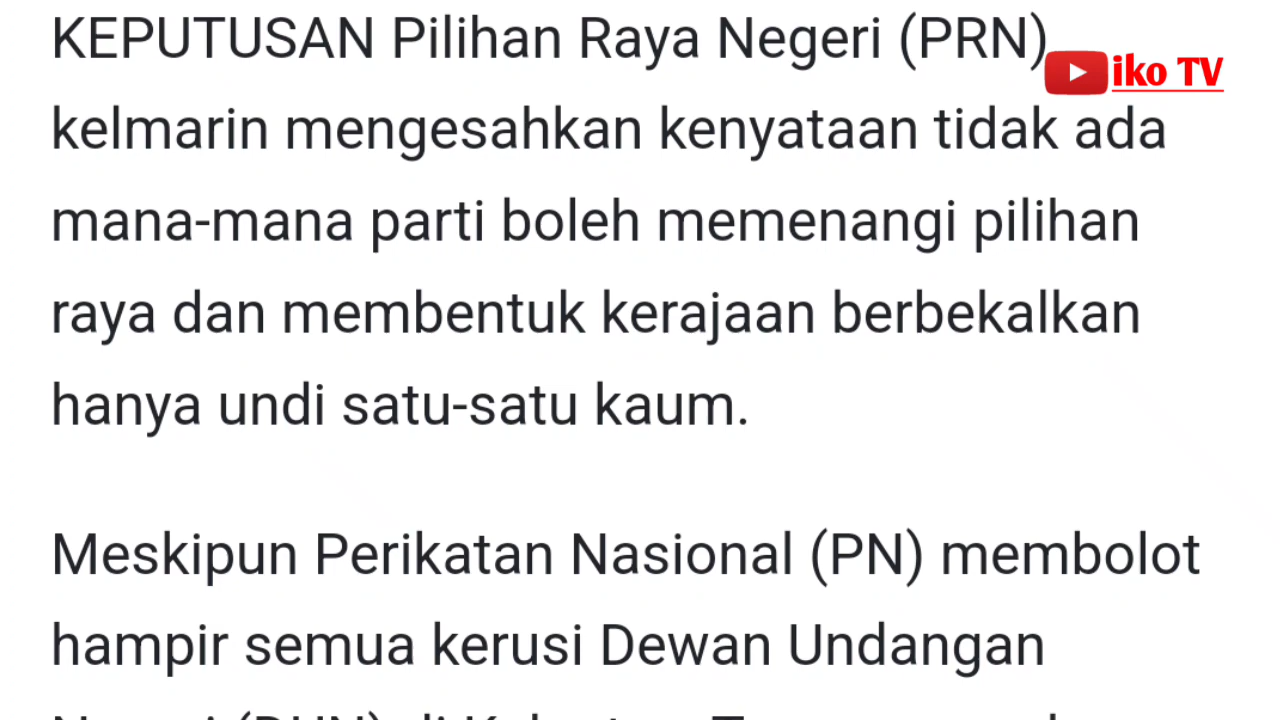 KEPUTUSAN Pilihan Raya Negeri (PRN)
iko TV
kelmarin mengesahkan kenyataan tidak ada
mana-mana parti boleh memenangi pilihan
raya dan membentuk kerajaan berbekalkan
hanya undi satu-satu kaum.
Meskipun Perikatan Nasional (PN) membolot
hampir semua kerusi Dewan Undangan